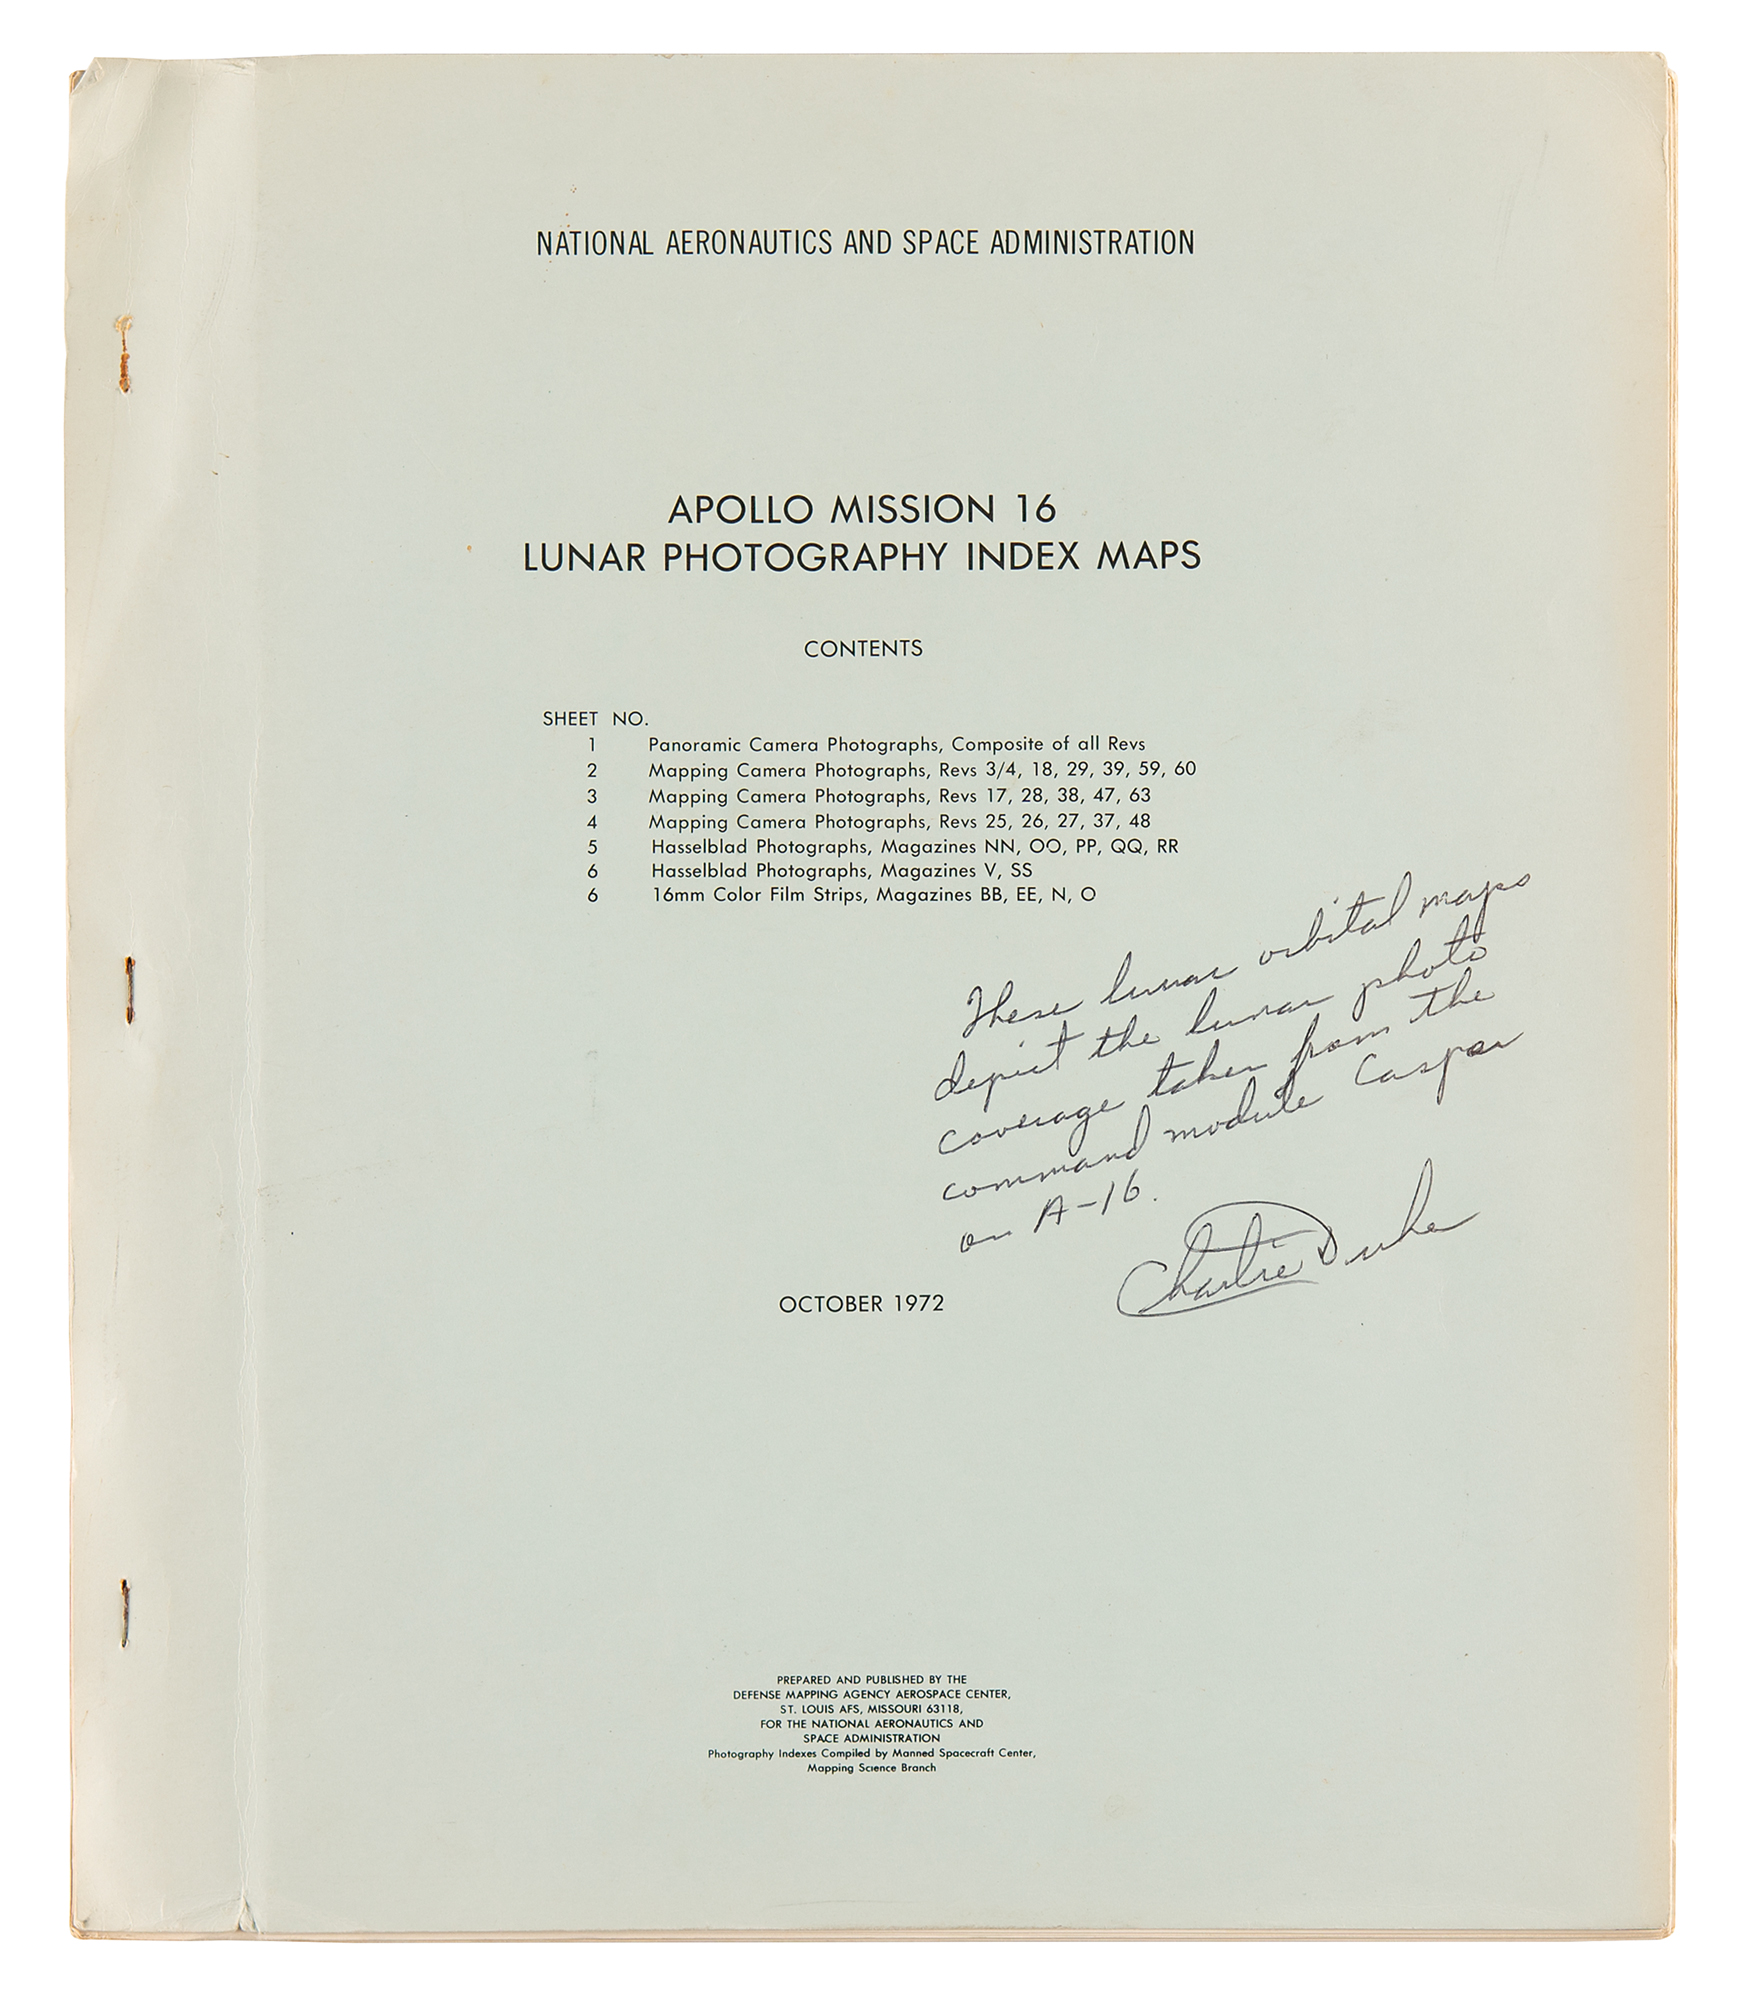 NATIONAL AERONAUTICS AND SPACE ADMINISTRATION
APOLLO MISSION 16
LUNAR PHOTOGRAPHY INDEX MAPS
CONTENTS
SHEET NO.
1 Panoramic Camera Photographs, Composite of all Revs
2 Mapping Camera Photographs, Revs 3/4, 18, 29, 39, 59, 60
3 Mapping Camera Photographs, Revs 17, 28, 38, 47, 63
4 Mapping Camera Photographs, Revs 25, 26, 27, 37, 48
5 Hasselblad Photographs, Magazines NN, OO, PP, QQ, RR
6 Hasselblad Photographs, Magazines V, SS
6 16mm Color Film Strips, Magazines BB, EE, N, O
These lunar orbital maps
depict the lunar photo
coverage taken from the
command module Casper
on A-16.
Charlie Duke
OCTOBER 1972
PREPARED AND PUBLISHED BY THE
DEFENSE MAPPING AGENCY AEROSPACE CENTER,
ST. LOUIS AFS, MISSOURI 63118,
FOR THE NATIONAL AERONAUTICS AND
SPACE ADMINISTRATION
Photography Indexes Compiled by Manned Spacecraft Center,
Mapping Science Branch